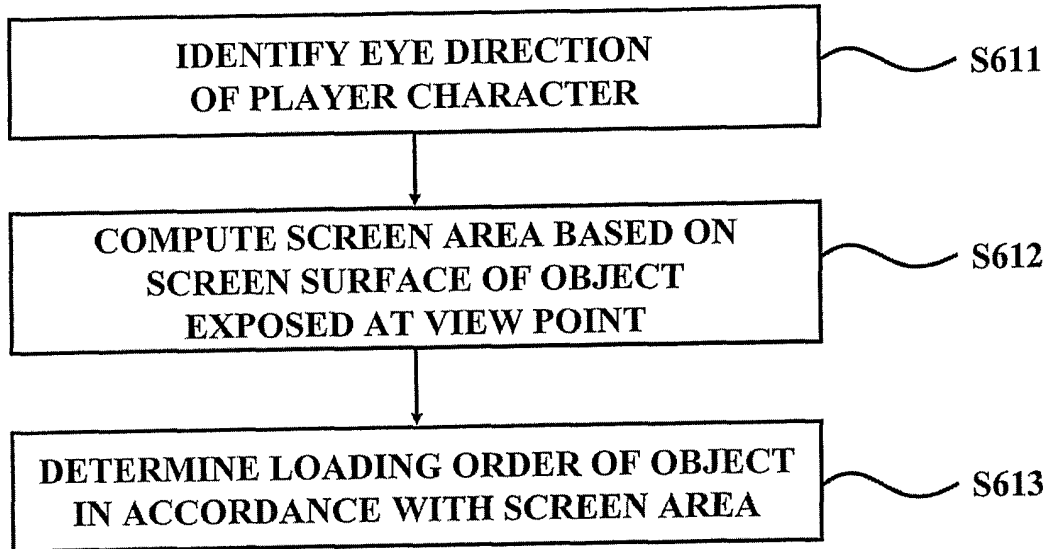 IDENTIFY EYE DIRECTION
OF PLAYER CHARACTER
S611
COMPUTE SCREEN AREA BASED ON
SCREEN SURFACE OF OBJECT
EXPOSED AT VIEW POINT
S612
DETERMINE LOADING ORDER OF OBJECT
IN ACCORDANCE WITH SCREEN AREA
S613